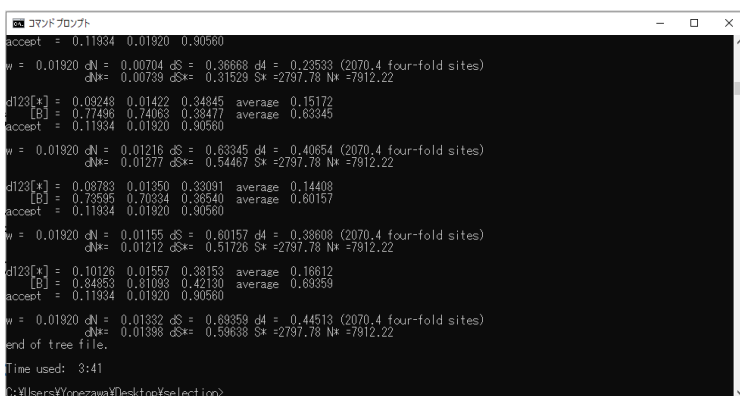 コマンド プロンプト
accept  =  0.11934  0.01920  0.90560
w =  0.01920 dN =  0.00704 dS =  0.36668 d4 =  0.23533 (2070.4 four-fold sites)
dN*=  0.00739 dS*=  0.31529 S* =2797.78 N* =7912.22
d123[*] =  0.09248  0.01422  0.34845  average  0.15172
[B] =  0.77496  0.74063  0.38477  average  0.63345
accept  =  0.11934  0.01920  0.90560
w =  0.01920 dN =  0.01216 dS =  0.63345 d4 =  0.40654 (2070.4 four-fold sites)
dN*=  0.01277 dS*=  0.54467 S* =2797.78 N* =7912.22
d123[*] =  0.08783  0.01350  0.33091  average  0.14408
[B] =  0.73595  0.70334  0.36540  average  0.60157
accept  =  0.11934  0.01920  0.90560
w =  0.01920 dN =  0.01155 dS =  0.60157 d4 =  0.38608 (2070.4 four-fold sites)
dN*=  0.01212 dS*=  0.51726 S* =2797.78 N* =7912.22
d123[*] =  0.10126  0.01557  0.38153  average  0.16612
[B] =  0.84853  0.81093  0.42130  average  0.69359
accept  =  0.11934  0.01920  0.90560
w =  0.01920 dN =  0.01332 dS =  0.69359 d4 =  0.44513 (2070.4 four-fold sites)
dN*=  0.01398 dS*=  0.59638 S* =2797.78 N* =7912.22
end of tree file.
Time used:  3:41
C:¥Users¥Yonezawa¥Desktop¥selection>